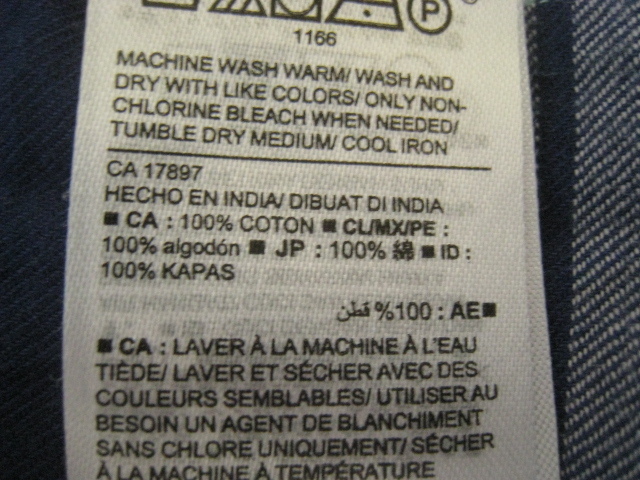 P
1166
MACHINE WASH WARM/ WASH AND
DRY WITH LIKE COLORS/ ONLY NON-
CHLORINE BLEACH WHEN NEEDED/
TUMBLE DRY MEDIUM/ COOL IRON
CA 17897
HECHO EN INDIA/ DIBUAT DI INDIA
■ CA : 100% COTON ■ CL/MX/PE :
100% algodón ■ JP : 100% 綿 ■ ID :
100% KAPAS
■AE : 100% قطن
■ CA : LAVER À LA MACHINE À L'EAU
TIÈDE/ LAVER ET SÉCHER AVEC DES
COULEURS SEMBLABLES/ UTILISER AU
BESOIN UN AGENT DE BLANCHIMENT
SANS CHLORE UNIQUEMENT/ SÉCHER
À LA MACHINE À TEMPÉRATURE